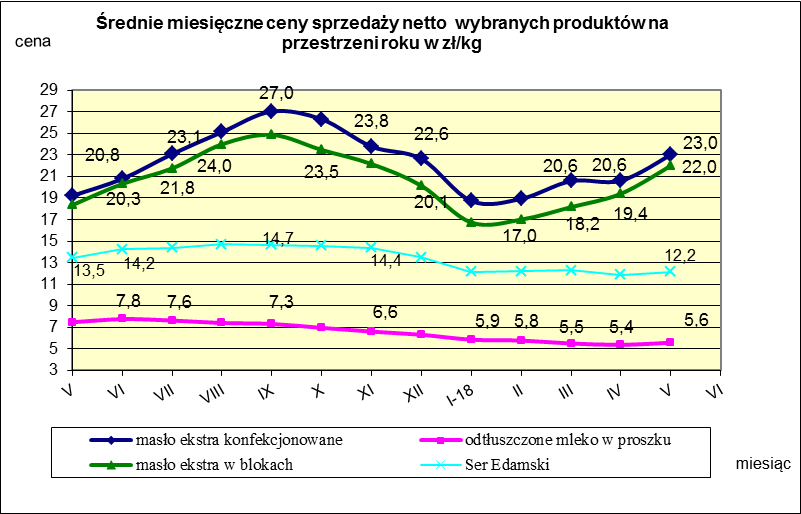 Średnie miesięczne ceny sprzedaży netto wybranych produktów na
przestrzeni roku w zł/kg
cena
29
27
25
23
21
19
17
15
13
11
9
7
5
3
20,8
23,1
27,0
23,8
22,6
20,6
20,6
23,0
20,3
21,8
24,0
23,5
20,1
17,0
18,2
19,4
22,0
13,5
14,2
14,7
14,4
12,2
7,8
7,6
7,3
6,6
5,9
5,8
5,5
5,4
5,6
V
VI
VII
VIII
IX
X
XI
XII
I-18
II
III
IV
V
VI
masło ekstra konfekcjonowane
odtłuszczone mleko w proszku
masło ekstra w blokach
Ser Edamski
miesiąc